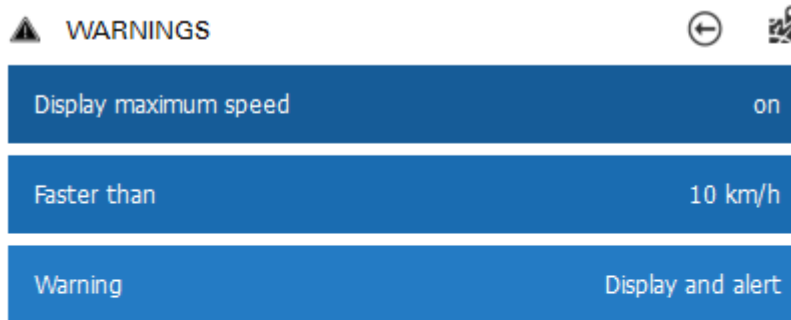 WARNINGS
Display maximum speed on
Faster than 10 km/h
Warning Display and alert